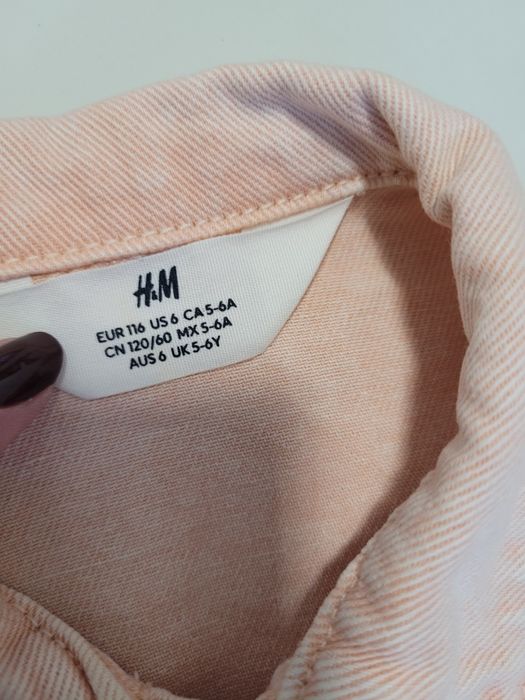 H&M
EUR 116 US 6 CA 5-6A
CN 120/60 MX 5-6A
AUS 6 UK 5-6Y